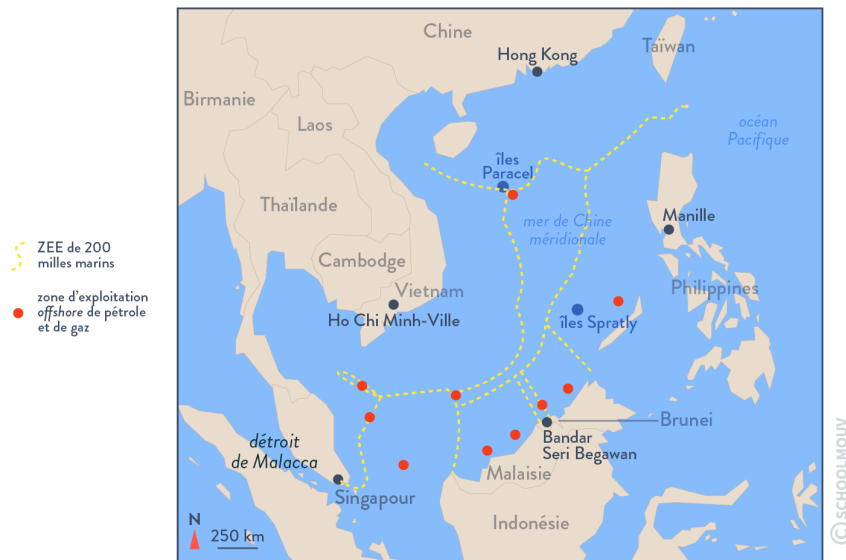 Chine
Hong Kong
Taïwan
Birmanie
océan
Pacifique
Laos
îles
Paracel
Thaïlande
Manille
mer de Chine
méridionale
ZEE de 200
milles marins
Cambodge
Vietnam
Philippines
zone d'exploitation
offshore de pétrole
et de gaz
Ho Chi Minh-Ville
îles Spratly
Brunei
détroit
de Malacca
Bandar
Seri Begawan
Malaisie
Singapour
Indonésie
N
250 km
© SCHOOLMOUV